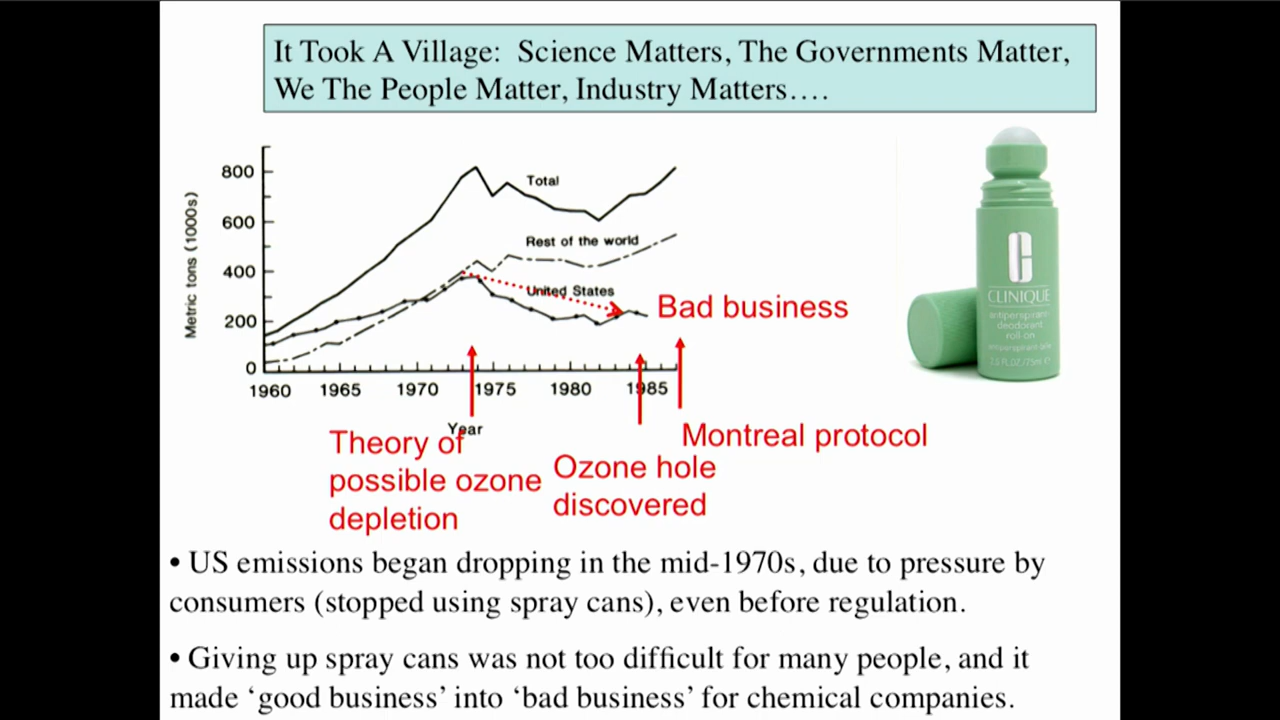 It Took A Village: Science Matters, The Governments Matter,
We The People Matter, Industry Matters….
Metric tons (1000s)
800
600
400
200
0
Total
Rest of the world
United States
Bad business
1960 1965 1970 1975 1980 1985
Year
Theory of
possible ozone
depletion
Ozone hole
discovered
Montreal protocol
CLINIQUE
antiperspirant-
deodorant
roll-on
• US emissions began dropping in the mid-1970s, due to pressure by
consumers (stopped using spray cans), even before regulation.
• Giving up spray cans was not too difficult for many people, and it
made ‘good business’ into ‘bad business’ for chemical companies.